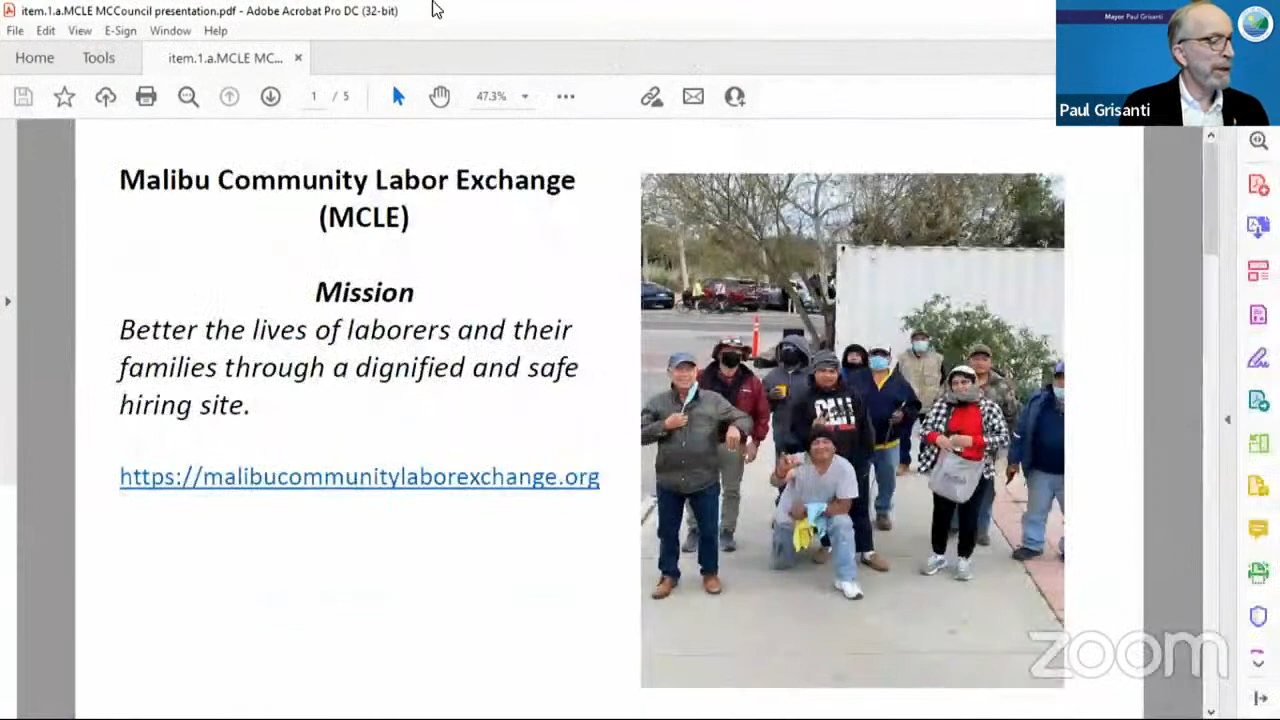 item.1.a.MCLE MCCouncil presentation.pdf - Adobe Acrobat Pro DC (32-bit)
File Edit View E-Sign Window Help
Home Tools item.1.a.MCLE MC... ×
1 / 5 47.3%
Mayor Paul Grisanti
Paul Grisanti
Malibu Community Labor Exchange
(MCLE)
Mission
Better the lives of laborers and their
families through a dignified and safe
hiring site.
https://malibucommunitylaborexchange.org
zoom